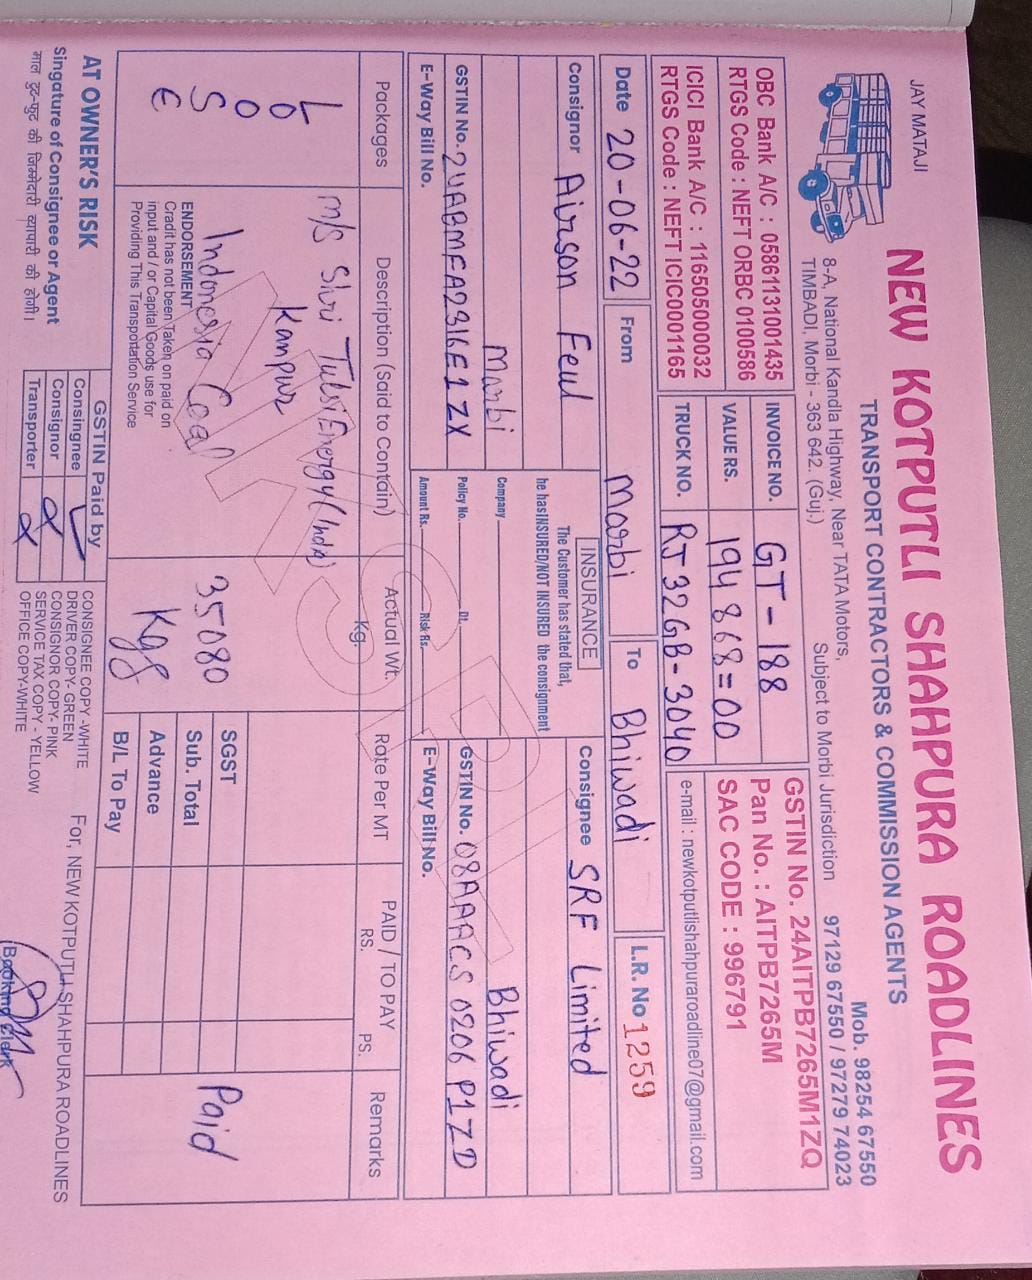 JAY MATAJI
NEW KOTPUTLI SHAHPURA ROADLINES
TRANSPORT CONTRACTORS & COMMISSION AGENTS
Mob. 98254 67550
8-A, National Kandla Highway, Near TATA Motors,
97129 67550 / 97279 74023
TIMBADI, Morbi - 363 642. (Guj.)
Subject to Morbi Jurisdiction
OBC Bank A/C : 05861131001435
RTGS Code : NEFT ORBC 0100586
ICICI Bank A/C : 116505000032
RTGS Code : NEFT ICIC0001165
INVOICE NO. GT-188
VALUE RS. 194868=00
TRUCK NO. RJ32GB-3040
GSTIN No. 24AITPB7265M1ZQ
Pan No. : AITPB7265M
SAC CODE : 996791
e-mail : newkotputlishahpuraroadline07@gmail.com
Date 20-06-22 From Morbi To Bhiwadi L.R. No 1259
Consignor Airson Feul
Morbi
GSTIN No. 24ABMFA2316E1ZX
E-Way Bill No.
INSURANCE
The Customer has stated that,
he has INSURED/NOT INSURED the consignment
Company
Policy No. Dt.
Amount Rs. Risk Rs.
Consignee SRF Limited
Bhiwadi
GSTIN No. 08AAACS0206P1ZD
E-Way Bill No.
Packages Description (Said to Contain) Actual Wt. Kg. Rate Per MT PAID / TO PAY RS. PS. Remarks
LOSE
M/S Shri Tulsi Energy (India)
Kanpur
Indonesia Coal
35080
Kgs
Paid
ENDORSEMENT
Cradit has not been Taken on paid on
input and / or Capital Goods use for
Providing This Transportation Service
SGST
Sub. Total
Advance
B/L To Pay
AT OWNER'S RISK
Singature of Consignee or Agent
माल टूट-फूट की जिम्मेदारी व्यापारी की होगी।
GSTIN Paid by
Consingnee
Consignor
Transporter
CONSIGNEE COPY -WHITE
DRIVER COPY- GREEN
CONSIGNOR COPY- PINK
SERVICE TAX COPY - YELLOW
OFFICE COPY-WHITE
For, NEW KOTPUTLI SHAHPURA ROADLINES
(Booking Clerk